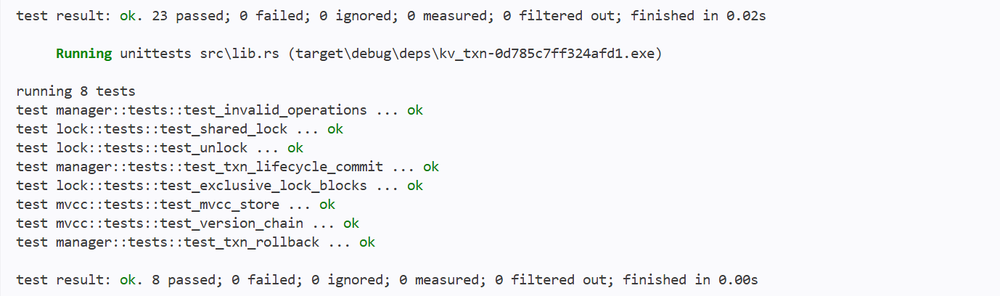 test result: ok. 23 passed; 0 failed; 0 ignored; 0 measured; 0 filtered out; finished in 0.02s
Running unittests src\lib.rs (target\debug\deps\kv_txn-0d785c7ff324afd1.exe)
running 8 tests
test manager::tests::test_invalid_operations ... ok
test lock::tests::test_shared_lock ... ok
test lock::tests::test_unlock ... ok
test manager::tests::test_txn_lifecycle_commit ... ok
test lock::tests::test_exclusive_lock_blocks ... ok
test mvcc::tests::test_mvcc_store ... ok
test mvcc::tests::test_version_chain ... ok
test manager::tests::test_txn_rollback ... ok
test result: ok. 8 passed; 0 failed; 0 ignored; 0 measured; 0 filtered out; finished in 0.00s